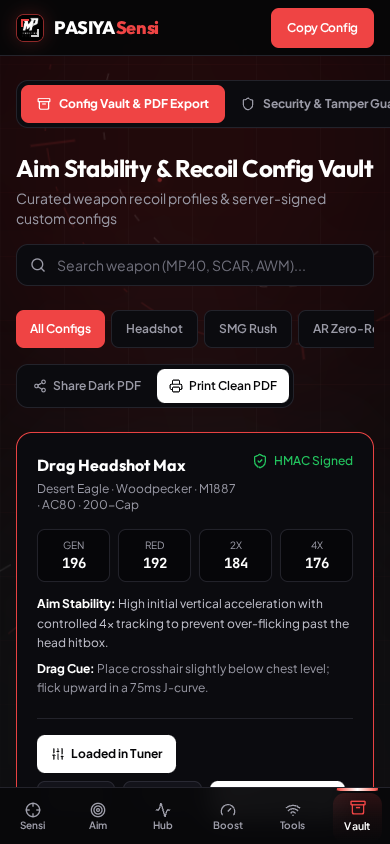 PASIYA Sensi
Copy Config
Config Vault & PDF Export
Security & Tamper Gua
Aim Stability & Recoil Config Vault
Curated weapon recoil profiles & server-signed
custom configs
Search weapon (MP40, SCAR, AWM)...
All Configs
Headshot
SMG Rush
AR Zero-Re
Share Dark PDF
Print Clean PDF
Drag Headshot Max
HMAC Signed
Desert Eagle · Woodpecker · M1887
· AC80 · 200-Cap
GEN
RED
2X
4X
196
192
184
176
Aim Stability: High initial vertical acceleration with
controlled 4x tracking to prevent over-flicking past the
head hitbox.
Drag Cue: Place crosshair slightly below chest level;
flick upward in a 75ms J-curve.
Loaded in Tuner
Sensi
Aim
Hub
Boost
Tools
Vault